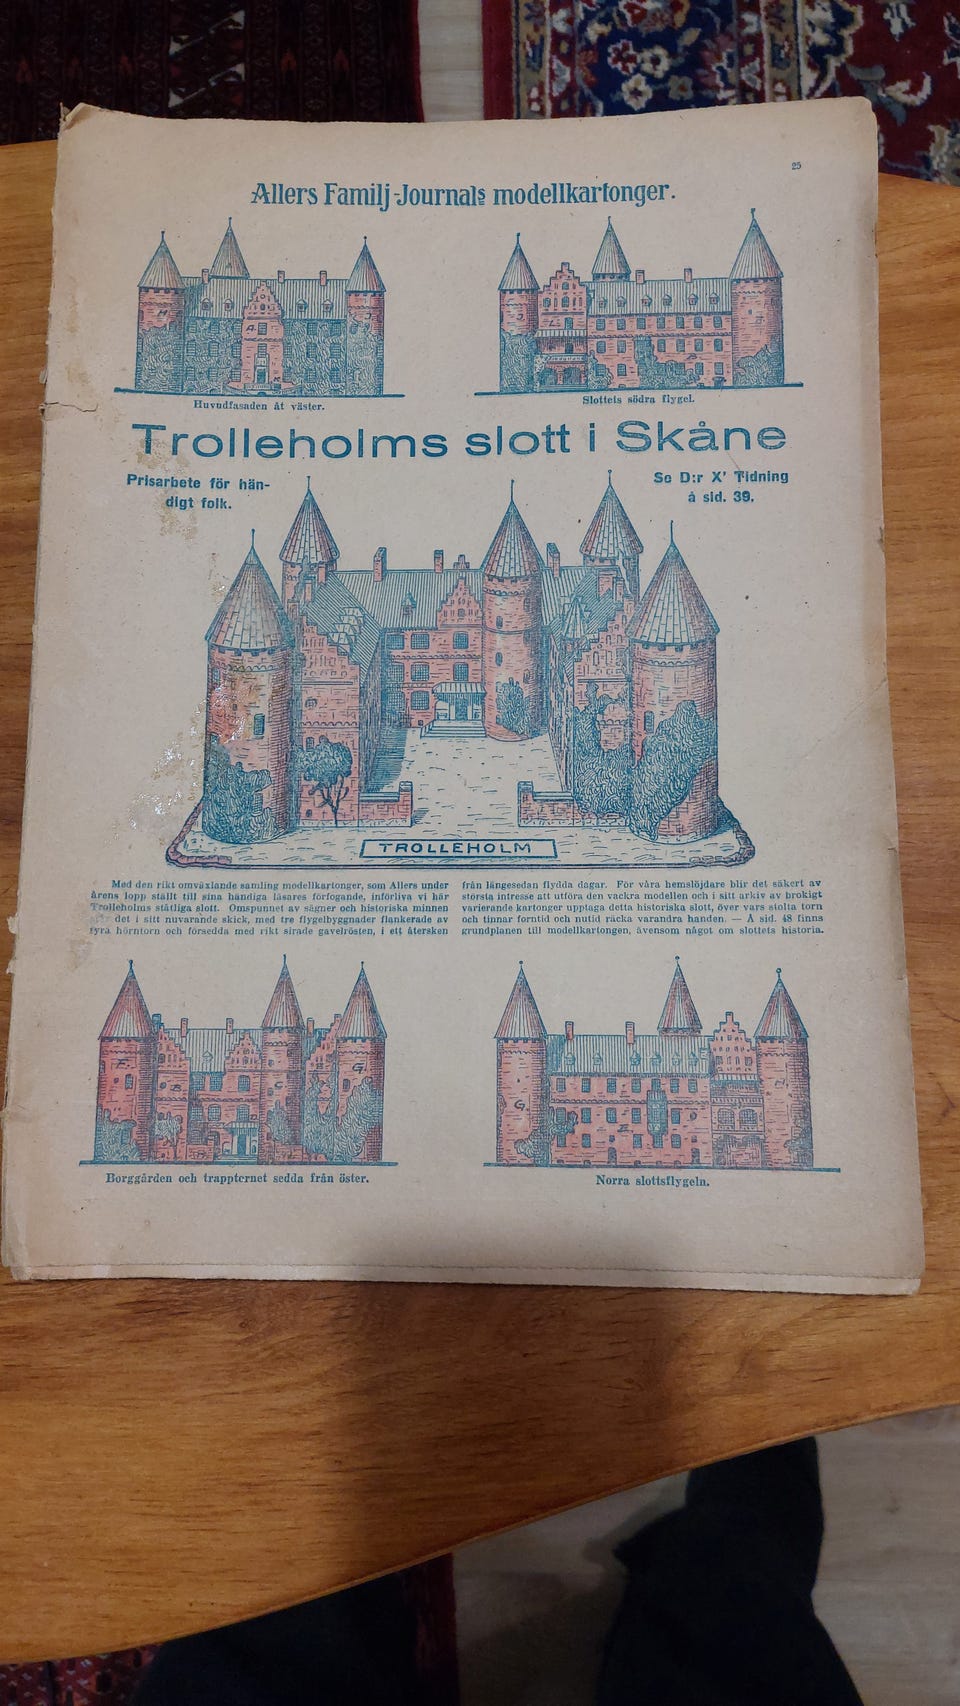 25
Allers Familj-Journals modellkartonger.
Huvudfasaden åt väster.
Slottets södra flygel.
Trolleholms slott i Skåne
Prisarbete för hän-
digt folk.
Se D:r X' Tidning
å sid. 39.
TROLLEHOLM
Med den rikt omväxlande samling modellkartonger, som Allers under
årens lopp ställt till sina händiga läsares förfogande, införliva vi här
Trolleholms ståtliga slott. Omspunnet av sägner och historiska minnen
det i sitt nuvarande skick, med tre flygelbyggnader flankerade av
fyra hörntorn och försedda med rikt sirade gavelrösten, i ett återsken
från längesedan flydda dagar. För våra hemslöjdare blir det säkert av
största intresse att utföra den vackra modellen och i sitt arkiv av brokigt
varierande kartonger upptaga detta historiska slott, över vars stolta torn
och tinnar forntid och nutid räcka varandra handen. — Å sid. 48 finns
grundplanen till modellkartongen, ävensom något om slottets historia.
Borggården och trapptornet sedda från öster.
Norra slottsflygeln.